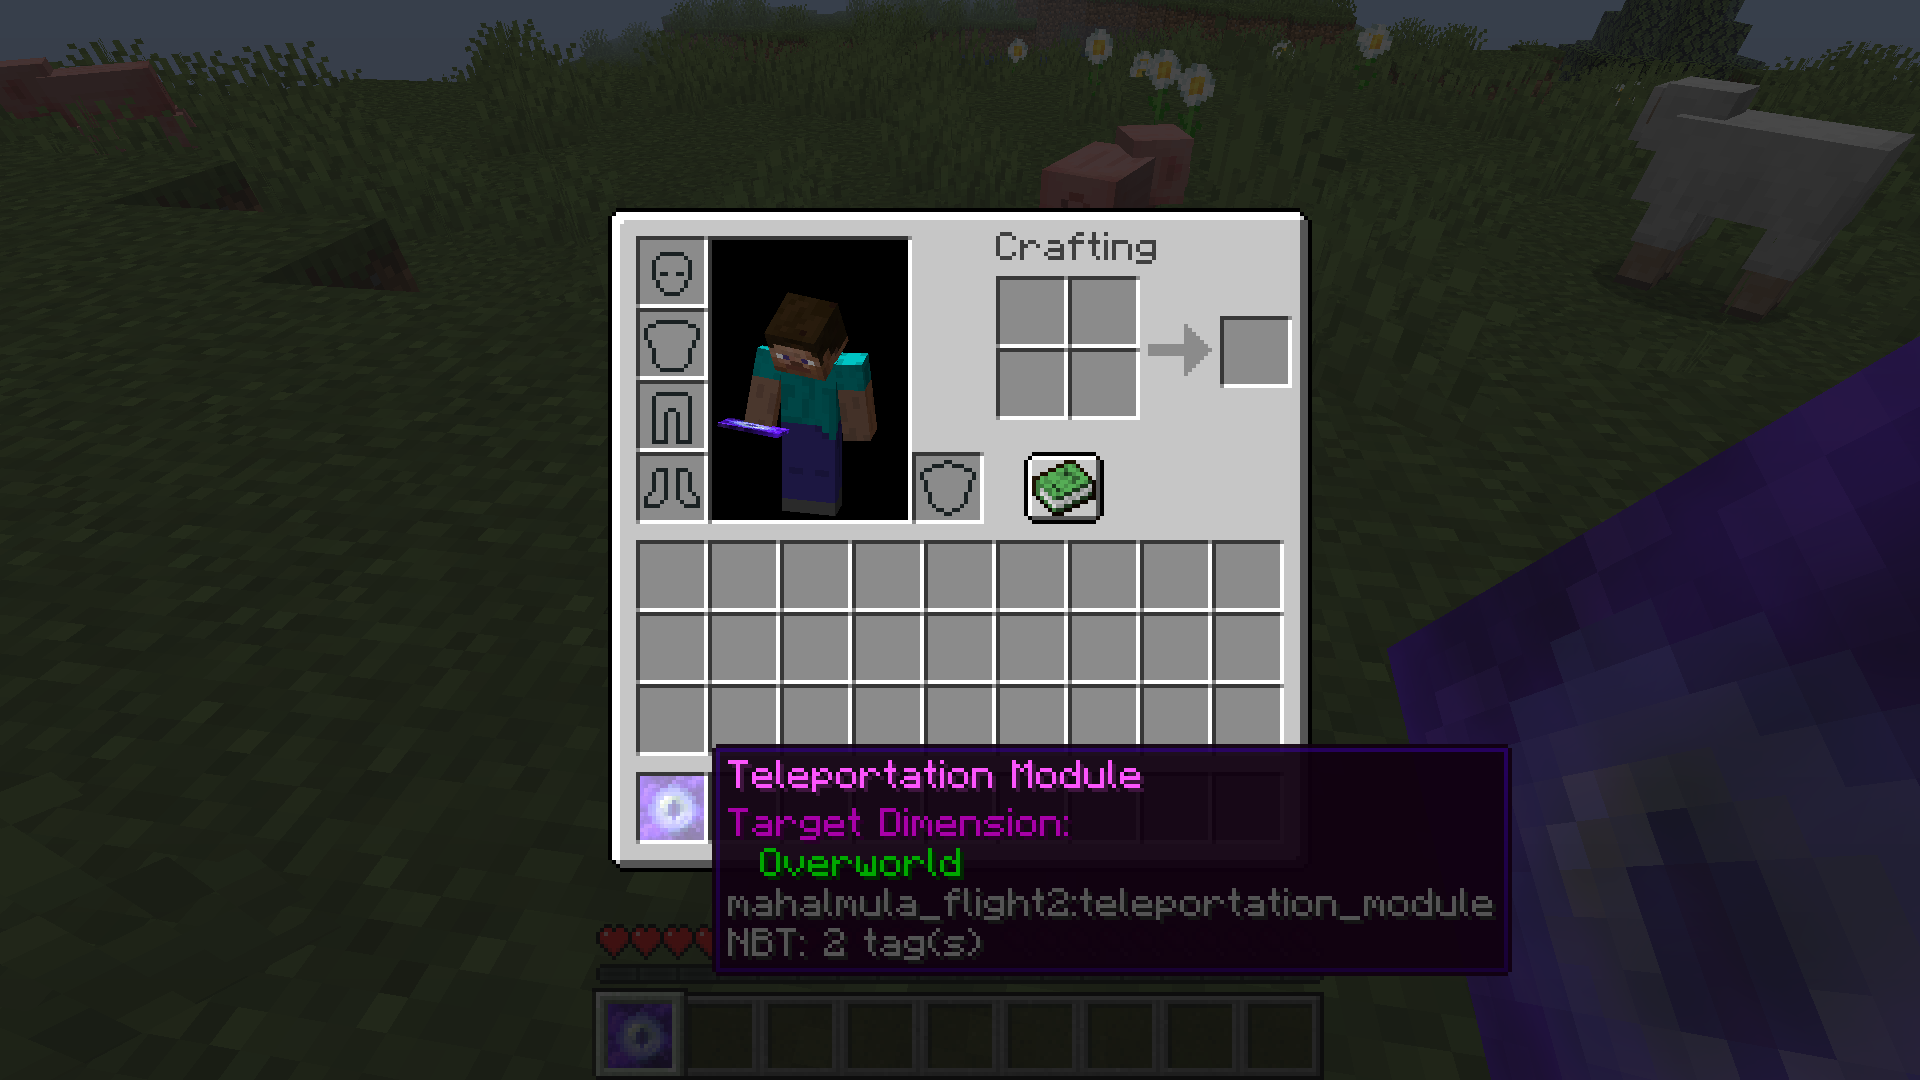 Crafting
Teleportation Module
Target Dimension:
Overworld
mahalmula_flight2:teleportation_module
NBT: 2 tag(s)